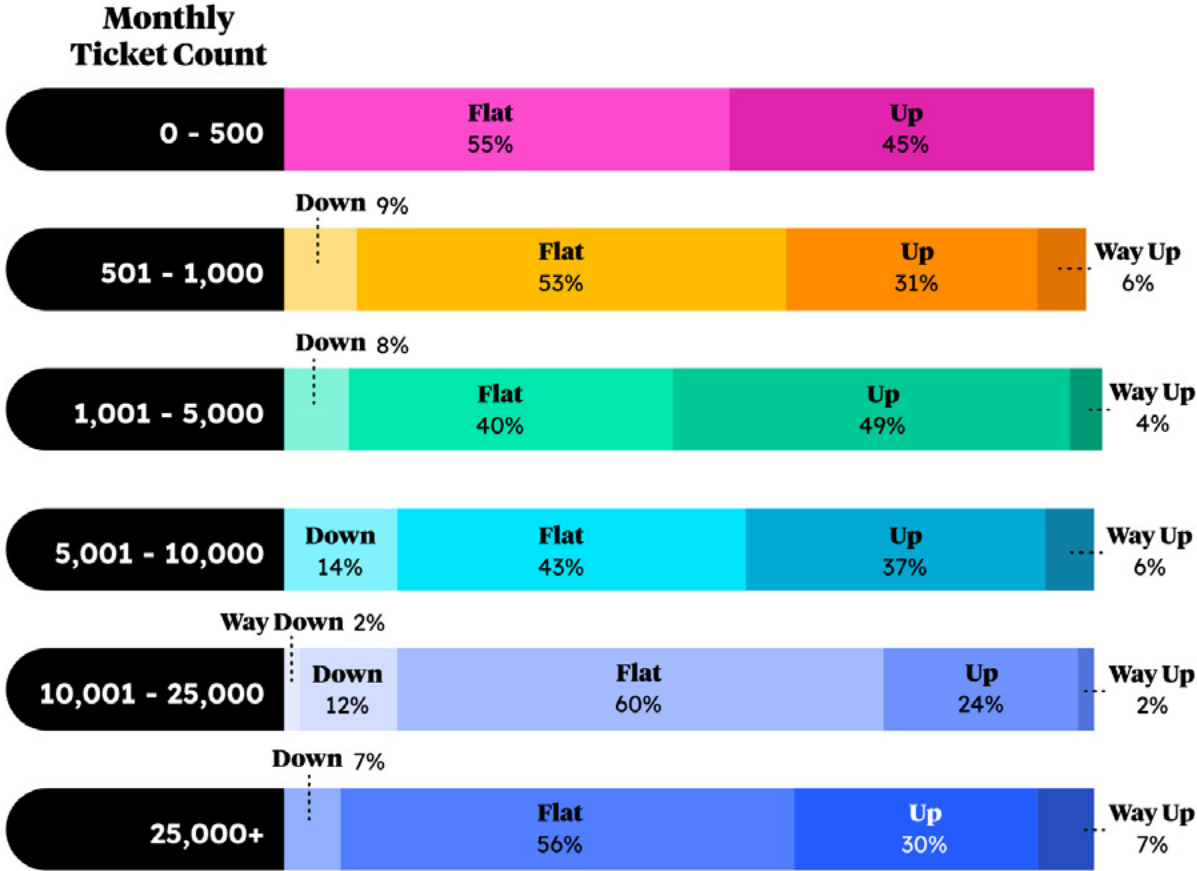 Monthly
Ticket Count
0 - 500
Flat
55%
Up
45%
Down 9%
501 - 1,000
Flat
53%
Up
31%
Way Up
6%
Down 8%
1,001 - 5,000
Flat
40%
Up
49%
Way Up
4%
5,001 - 10,000
Down
14%
Flat
43%
Up
37%
Way Up
6%
Way Down 2%
10,001 - 25,000
Down
12%
Flat
60%
Up
24%
Way Up
2%
Down 7%
25,000+
Flat
56%
Up
30%
Way Up
7%